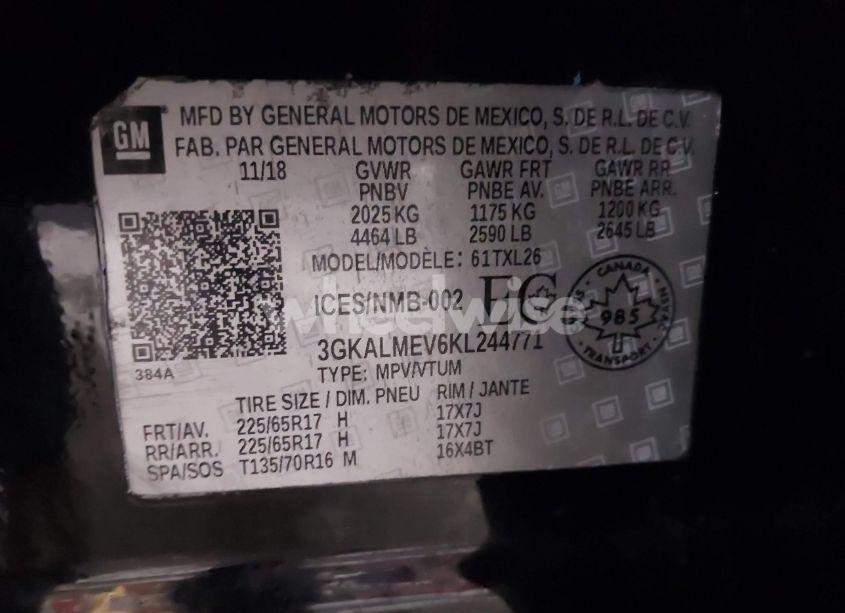 GM
MFD BY GENERAL MOTORS DE MEXICO, S. DE R.L. DE C.V.
FAB. PAR GENERAL MOTORS DE MEXICO, S. DE R.L. DE C.V.
11/18 GVWR GAWR FRT GAWR RR
PNBV PNBE AV. PNBE ARR.
2025 KG 1175 KG 1200 KG
4464 LB 2590 LB 2645 LB
MODEL/MODÈLE: 61TXL26
ICES/NMB-002 EG
CANADA
985
TRANSPORT
wheelwise
3GKALMEV6KL244771
384A
TYPE: MPV/VTUM
TIRE SIZE / DIM. PNEU RIM / JANTE
FRT/AV. 225/65R17 H 17X7J
RR/ARR. 225/65R17 H 17X7J
SPA/SOS T135/70R16 M 16X4BT